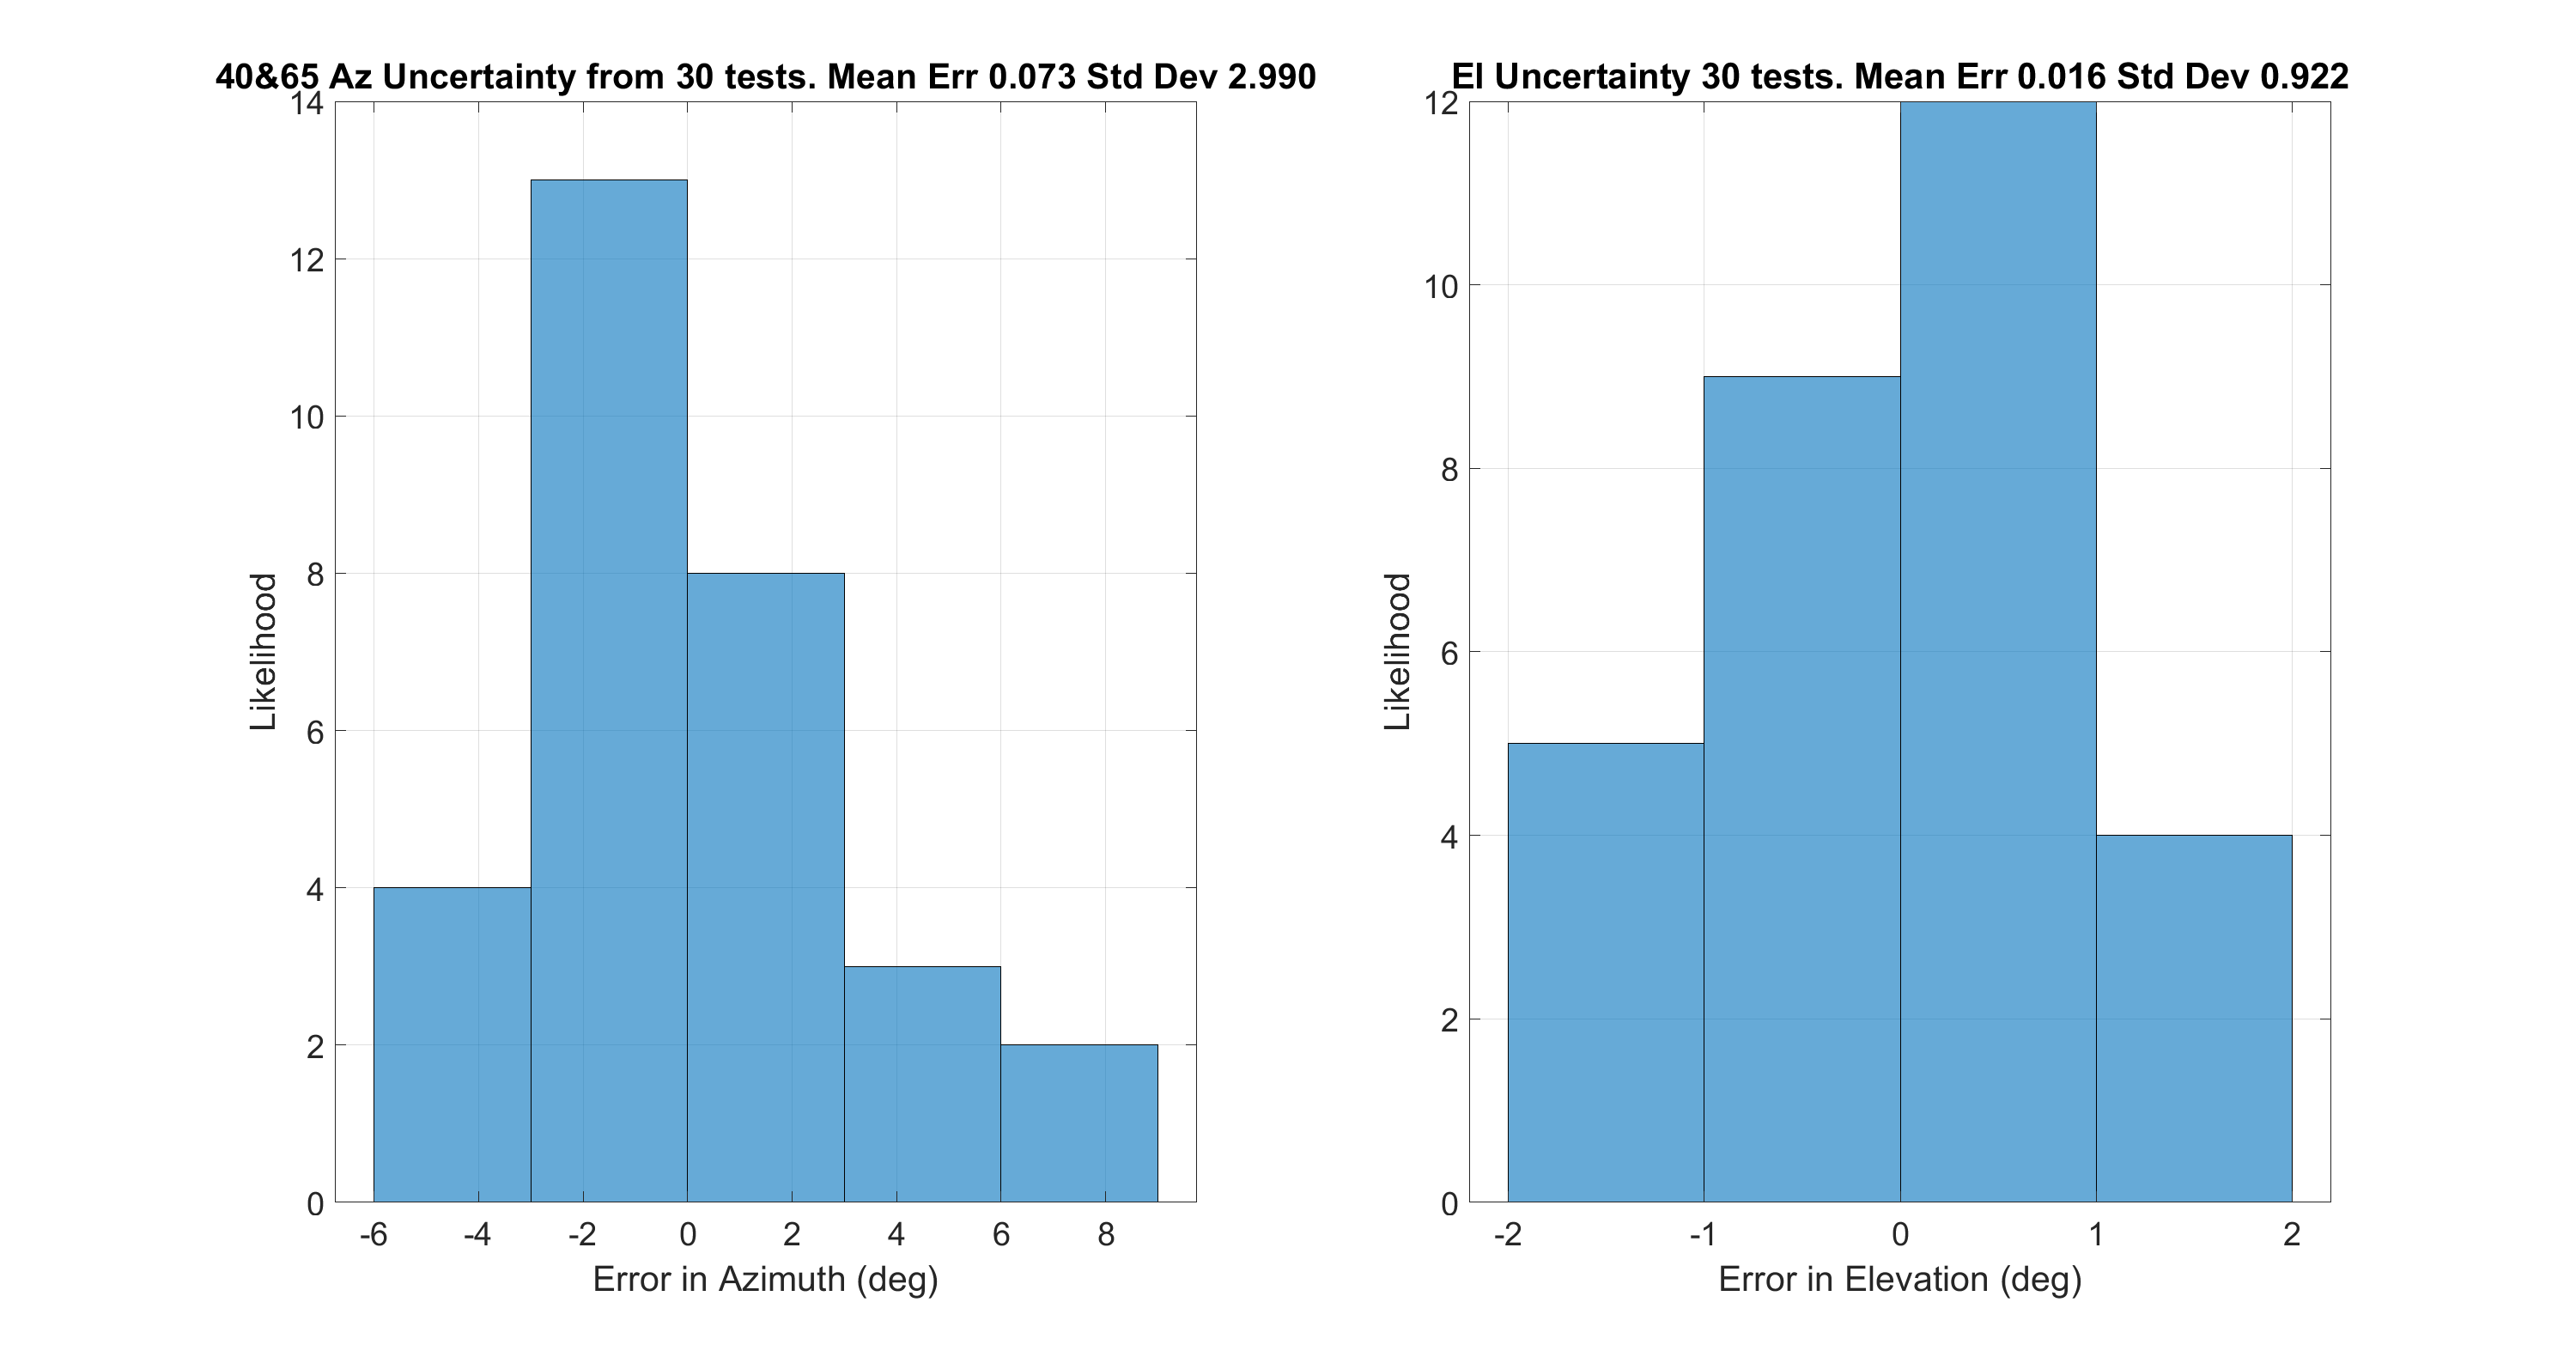 40&65 Az Uncertainty from 30 tests. Mean Err 0.073 Std Dev 2.990
14
12
10
8
6
4
2
0
Likelihood
-6 -4 -2 0 2 4 6 8
Error in Azimuth (deg)
El Uncertainty 30 tests. Mean Err 0.016 Std Dev 0.922
12
10
8
6
4
2
0
Likelihood
-2 -1 0 1 2
Error in Elevation (deg)